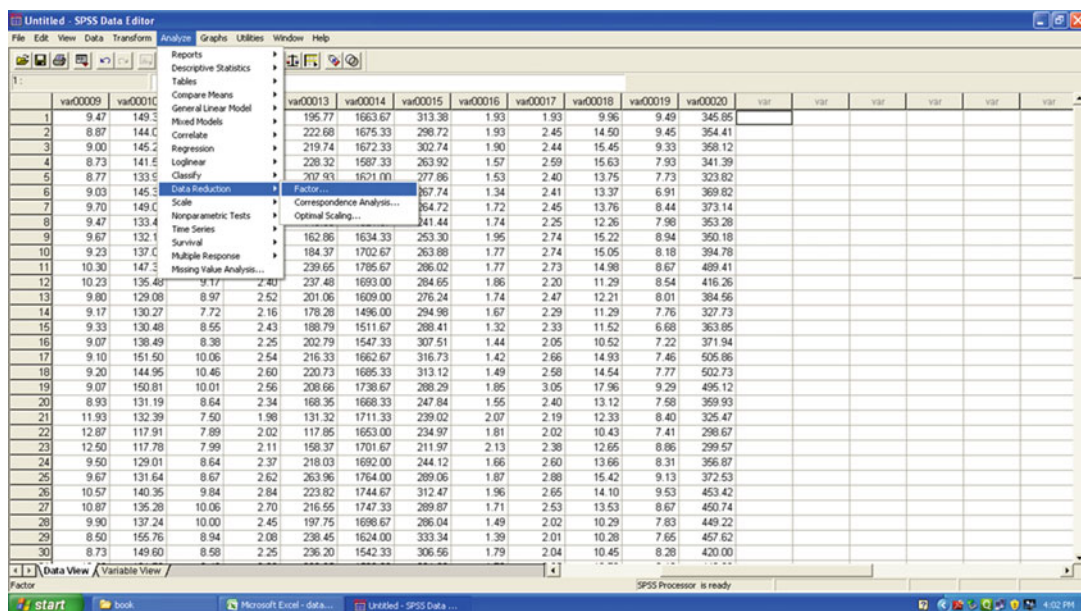 Untitled - SPSS Data Editor
File Edit View Data Transform Analyze Graphs Utilities Window Help
1 :
Reports
Descriptive Statistics
Tables
Compare Means
General Linear Model
Mixed Models
Correlate
Regression
Loglinear
Classify
Data Reduction
Scale
Nonparametric Tests
Time Series
Survival
Multiple Response
Missing Value Analysis...
Factor...
Correspondence Analysis...
Optimal Scaling...
var00009 var0001 var00013 var00014 var00015 var00016 var00017 var00018 var00019 var00020 var var var var var
1 9.47 149.3 195.77 1663.67 313.38 1.93 1.93 9.96 9.49 345.85
2 8.87 144.0 222.68 1675.33 298.72 1.93 2.45 14.50 9.45 354.41
3 9.00 145.2 219.74 1672.33 302.74 1.90 2.44 15.45 9.33 358.12
4 8.73 141.5 228.32 1587.33 263.92 1.57 2.59 15.63 7.93 341.39
5 8.77 133.9 207.93 1621.00 277.86 1.53 2.40 13.75 7.73 323.82
6 9.03 145.3 267.74 1.34 2.41 13.37 6.91 369.82
7 9.70 149.0 264.72 1.72 2.45 13.76 8.44 373.14
8 9.47 133.4 241.44 1.74 2.25 12.26 7.98 353.28
9 9.67 132.1 162.86 1634.33 253.30 1.95 2.74 15.22 8.94 350.18
10 9.23 137.0 184.37 1702.67 263.88 1.77 2.74 15.05 8.18 394.78
11 10.30 147.3 239.65 1785.67 286.02 1.77 2.73 14.98 8.67 489.41
12 10.23 135.48 9.17 2.40 237.48 1693.00 284.65 1.86 2.20 11.29 8.54 416.26
13 9.80 129.08 8.97 2.52 201.06 1609.00 276.24 1.74 2.47 12.21 8.01 384.56
14 9.17 130.27 7.72 2.16 178.28 1496.00 294.98 1.67 2.29 11.29 7.76 327.73
15 9.33 130.48 8.55 2.43 188.79 1511.67 288.41 1.32 2.33 11.52 6.68 363.85
16 9.07 138.49 8.38 2.25 202.79 1547.33 307.51 1.44 2.05 10.52 7.22 371.94
17 9.10 151.50 10.06 2.54 216.33 1662.67 316.73 1.42 2.66 14.93 7.46 505.86
18 9.20 144.95 10.46 2.60 220.73 1685.33 313.12 1.49 2.58 14.54 7.77 502.73
19 9.07 150.81 10.01 2.56 208.66 1738.67 288.29 1.85 3.05 17.96 9.29 495.12
20 8.93 131.19 8.64 2.34 168.35 1668.33 247.84 1.55 2.40 13.12 7.58 359.93
21 11.93 132.39 7.50 1.98 131.32 1711.33 239.02 2.07 2.19 12.33 8.40 325.47
22 12.87 117.91 7.89 2.02 117.85 1653.00 234.97 1.81 2.02 10.43 7.41 298.67
23 12.50 117.78 7.99 2.11 158.37 1701.67 211.97 2.13 2.38 12.65 8.86 299.57
24 9.50 129.01 8.64 2.37 218.03 1692.00 244.12 1.66 2.60 13.66 8.31 356.87
25 9.67 131.64 8.67 2.62 263.96 1764.00 289.06 1.87 2.88 15.42 9.13 372.53
26 10.57 140.35 9.84 2.84 223.82 1744.67 312.47 1.96 2.65 14.10 9.53 453.42
27 10.87 135.28 10.06 2.70 216.55 1747.33 289.87 1.71 2.53 13.53 8.67 450.74
28 9.90 137.24 10.00 2.45 197.75 1698.67 286.04 1.49 2.02 10.29 7.83 449.22
29 8.50 155.76 8.94 2.08 238.45 1624.00 333.34 1.39 2.01 10.28 7.65 457.62
30 8.73 149.60 8.58 2.25 236.20 1542.33 306.56 1.79 2.04 10.45 8.28 420.00
Data View Variable View
Factor SPSS Processor is ready
start book Microsoft Excel - data... Untitled - SPSS Data ... 4:02 PM